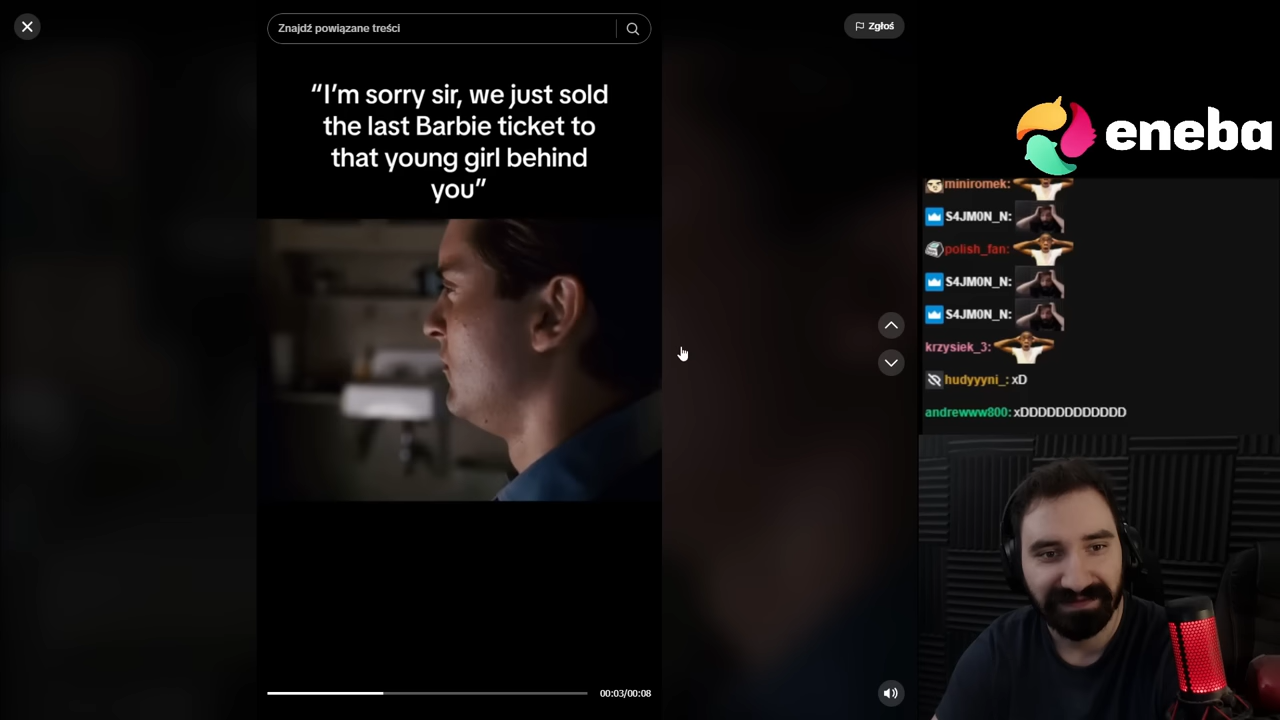 Znajdź powiązane treści
Zgłoś
“I’m sorry sir, we just sold
the last Barbie ticket to
that young girl behind
you”
00:03/00:08
eneba
miniromek:
S4JM0N_N:
polish_fan:
S4JM0N_N:
S4JM0N_N:
krzysiek_3:
hudyyyni_: xD
andrewww800: xDDDDDDDDDDDD